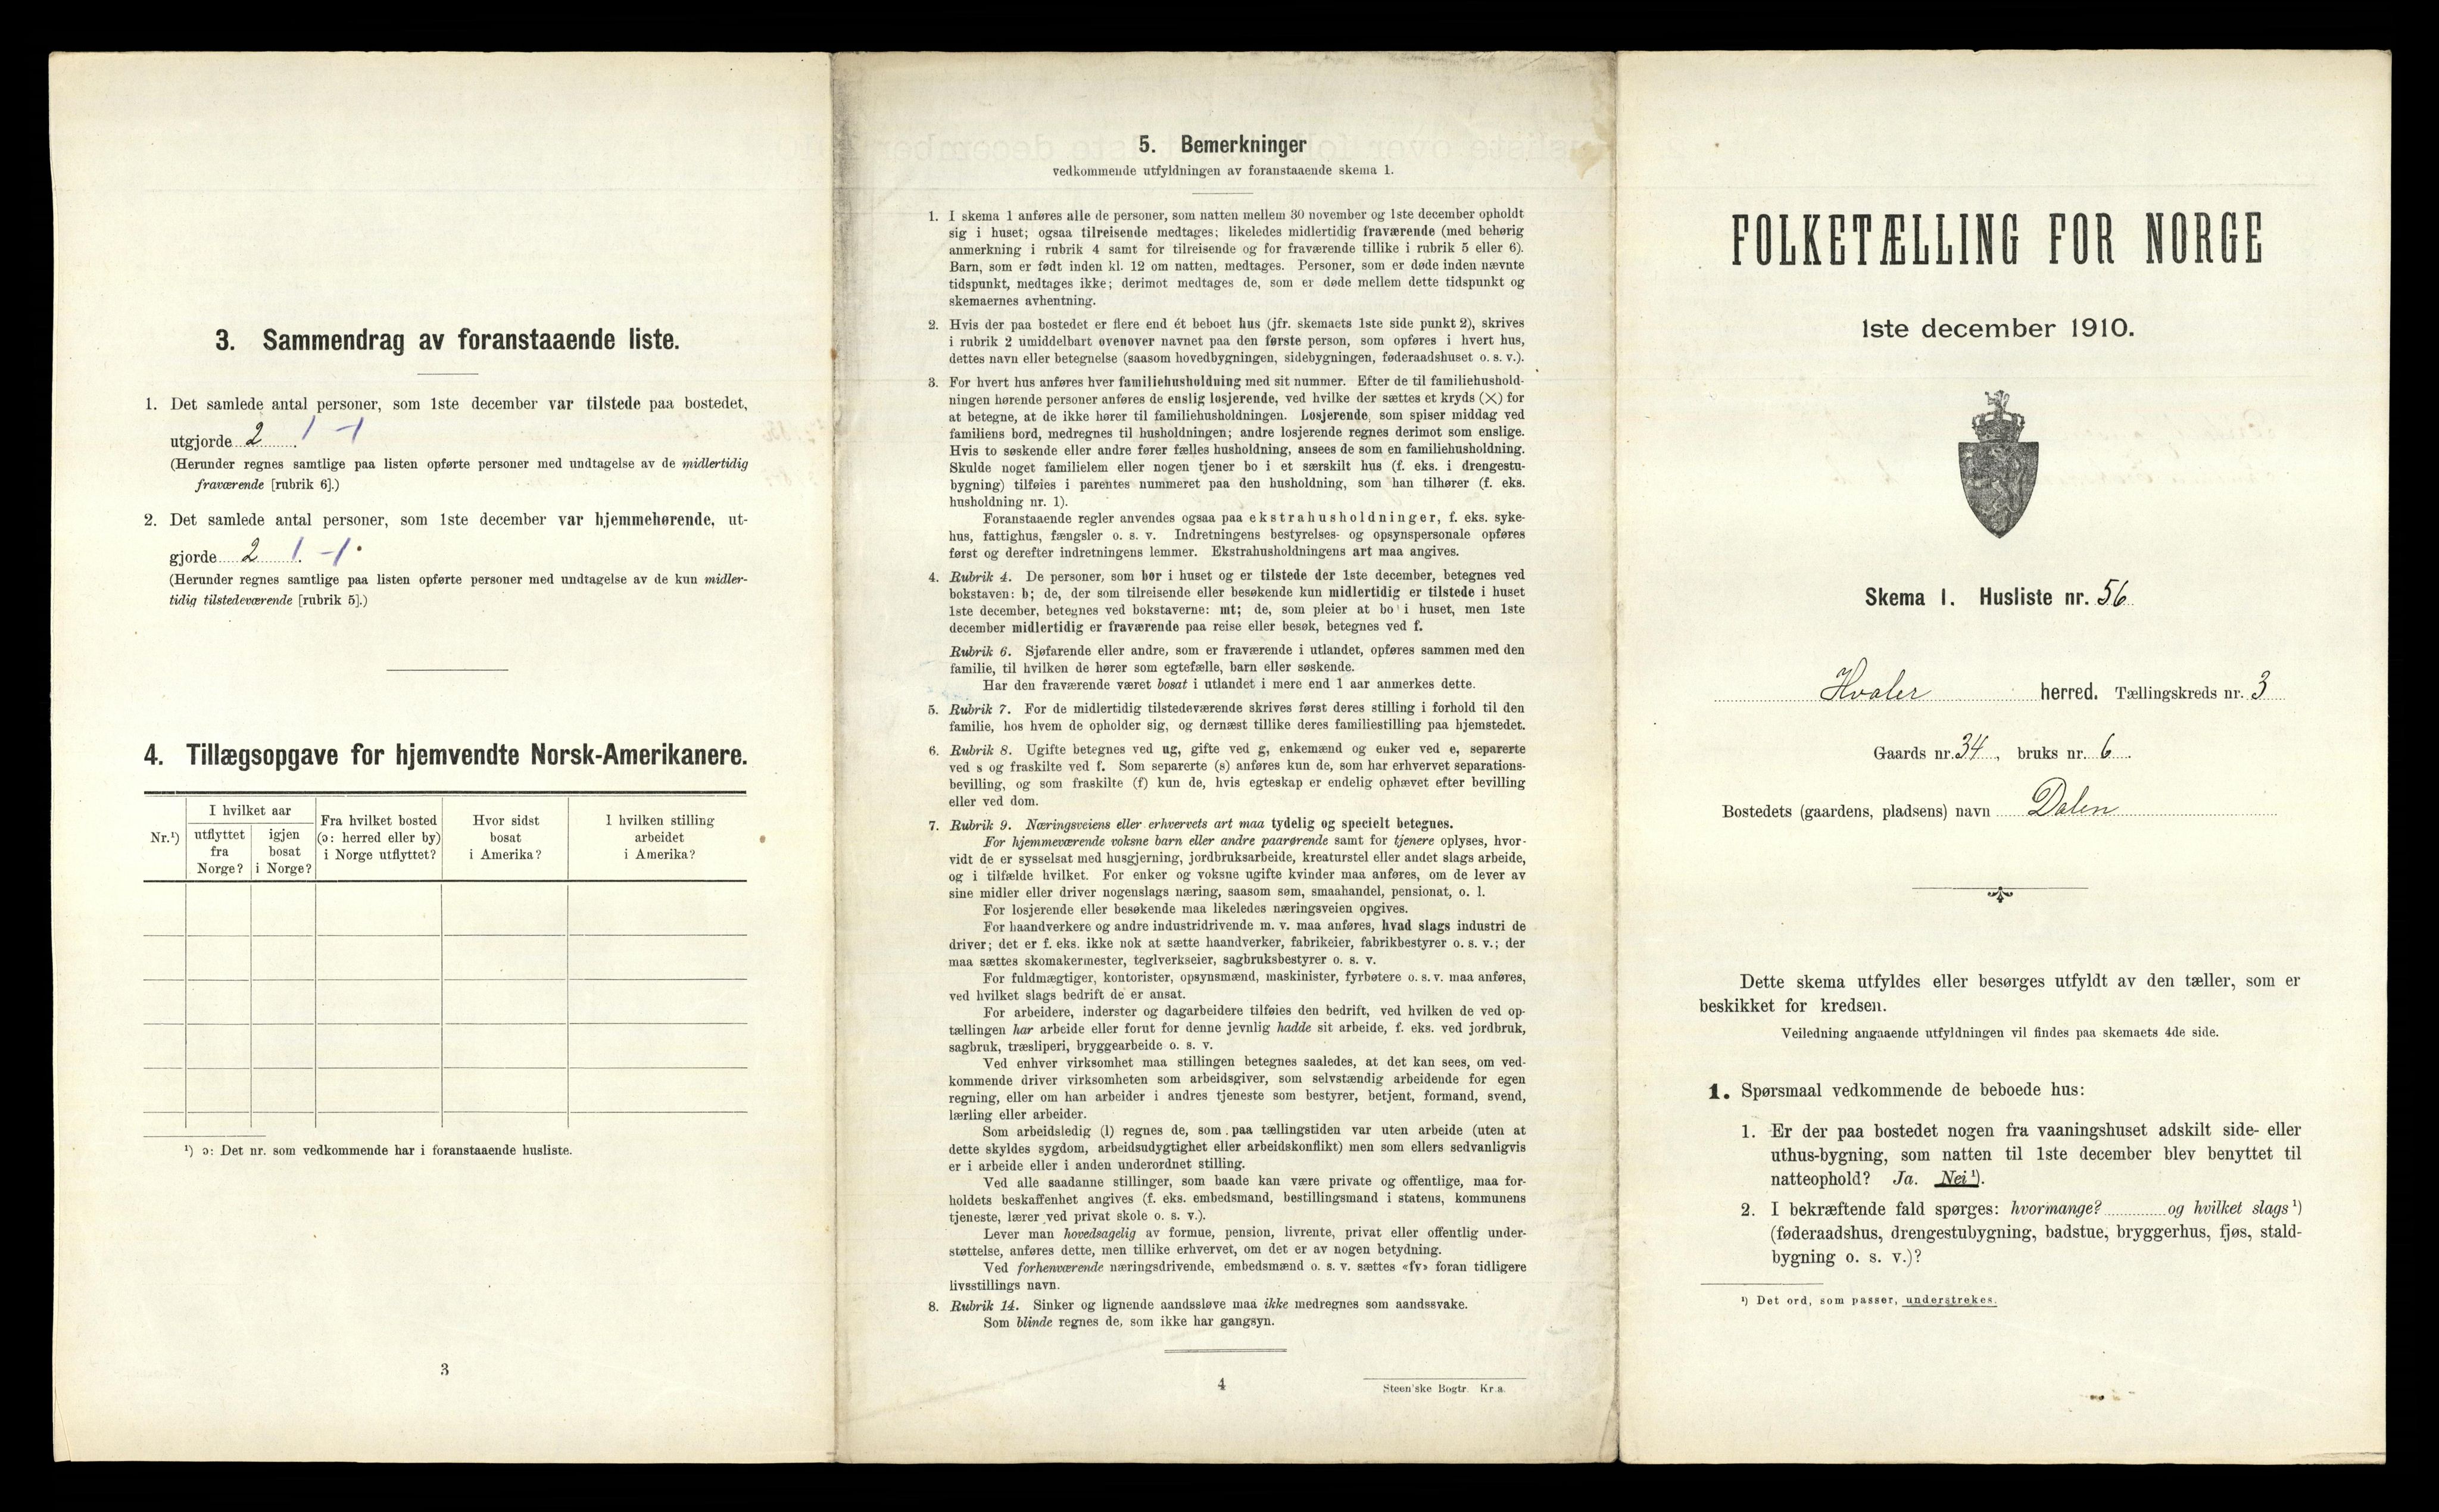 3. Sammendrag av foranstaaende liste.
1. Det samlede antal personer, som 1ste december var tilstede paa bostedet,
utgjorde 2 . 1 -1
(Herunder regnes samtlige paa listen opførte personer med undtagelse av de midlertidig
fraværende [rubrik 6].)
2. Det samlede antal personer, som 1ste december var hjemmehørende, ut-
gjorde 2 1. -1
(Herunder regnes samtlige paa listen opførte personer med undtagelse av de kun midler-
tidig tilstedeværende [rubrik 5].)
4. Tillægsopgave for hjemvendte Norsk-Amerikanere.
Nr.¹)
I hvilket aar
utflyttet
fra
Norge?
igjen
bosat
i Norge?
Fra hvilket bosted
(ɔ: herred eller by)
i Norge utflyttet?
Hvor sidst
bosat
i Amerika?
I hvilken stilling
arbeidet
i Amerika?
¹) ɔ: Det nr. som vedkommende har i foranstaaende husliste.
3
5. Bemerkninger
vedkommende utfyldningen av foranstaaende skema 1.
1. I skema 1 anføres alle de personer, som natten mellem 30 november og 1ste december opholdt
sig i huset; ogsaa tilreisende medtages; likeledes midlertidig fraværende (med behørig
anmerkning i rubrik 4 samt for tilreisende og for fraværende tillike i rubrik 5 eller 6).
Barn, som er født inden kl. 12 om natten, medtages. Personer, som er døde inden nævnte
tidspunkt, medtages ikke; derimot medtages de, som er døde mellem dette tidspunkt og
skemaernes avhentning.
2. Hvis der paa bostedet er flere end ét beboet hus (jfr. skemaets 1ste side punkt 2), skrives
i rubrik 2 umiddelbart ovenover navnet paa den første person, som opføres i hvert hus,
dettes navn eller betegnelse (saasom hovedbygningen, sidebygningen, føderaadshuset o. s. v.).
3. For hvert hus anføres hver familiehusholdning med sit nummer. Efter de til familiehushold-
ningen hørende personer anføres de enslig losjerende, ved hvilke der sættes et kryds (×) for
at betegne, at de ikke hører til familiehusholdningen. Losjerende, som spiser middag ved
familiens bord, medregnes til husholdningen; andre losjerende regnes derimot som enslige.
Hvis to søskende eller andre fører fælles husholdning, ansees de som en familiehusholdning.
Skulde noget familielem eller nogen tjener bo i et særskilt hus (f. eks. i drengestu-
bygning) tilføies i parentes nummeret paa den husholdning, som han tilhører (f. eks.
husholdning nr. 1).
Foranstaaende regler anvendes ogsaa paa ekstrahusholdninger, f. eks. syke-
hus, fattighus, fængsler o. s. v. Indretningens bestyrelses- og opsynspersonale opføres
først og derefter indretningens lemmer. Ekstrahusholdningens art maa angives.
4. Rubrik 4. De personer, som bor i huset og er tilstede der 1ste december, betegnes ved
bokstaven: b; de, der som tilreisende eller besøkende kun midlertidig er tilstede i huset
1ste december, betegnes ved bokstaverne: mt; de, som pleier at bo i huset, men 1ste
december midlertidig er fraværende paa reise eller besøk, betegnes ved f.
Rubrik 6. Sjøfarende eller andre, som er fraværende i utlandet, opføres sammen med den
familie, til hvilken de hører som egtefælle, barn eller søskende.
Har den fraværende været bosat i utlandet i mere end 1 aar anmerkes dette.
5. Rubrik 7. For de midlertidig tilstedeværende skrives først deres stilling i forhold til den
familie, hos hvem de opholder sig, og dernæst tillike deres familiestilling paa hjemstedet.
6. Rubrik 8. Ugifte betegnes ved ug, gifte ved g, enkemænd og enker ved e, separerte
ved s og fraskilte ved f. Som separerte (s) anføres kun de, som har erhvervet separations-
bevilling, og som fraskilte (f) kun de, hvis egteskap er endelig ophævet efter bevilling
eller ved dom.
7. Rubrik 9. Næringsveiens eller erhvervets art maa tydelig og specielt betegnes.
For hjemmeværende voksne barn eller andre paarørende samt for tjenere oplyses, hvor-
vidt de er sysselsat med husgjerning, jordbruksarbeide, kreaturstel eller andet slags arbeide,
og i tilfælde hvilket. For enker og voksne ugifte kvinder maa anføres, om de lever av
sine midler eller driver nogenslags næring, saasom søm, smaahandel, pensionat, o. l.
For losjerende eller besøkende maa likeledes næringsveien opgives.
For haandverkere og andre industridrivende m. v. maa anføres, hvad slags industri de
driver; det er f. eks. ikke nok at sætte haandverker, fabrikeier, fabrikbestyrer o. s. v.; der
maa sættes skomakermester, teglverkseier, sagbruksbestyrer o. s. v.
For fuldmægtiger, kontorister, opsynsmænd, maskinister, fyrbøtere o. s. v. maa anføres,
ved hvilket slags bedrift de er ansat.
For arbeidere, inderster og dagarbeidere tilføies den bedrift, ved hvilken de ved op-
tællingen har arbeide eller forut for denne jevnlig hadde sit arbeide, f. eks. ved jordbruk,
sagbruk, træsliperi, bryggearbeide o. s. v.
Ved enhver virksomhet maa stillingen betegnes saaledes, at det kan sees, om ved-
kommende driver virksomheten som arbeidsgiver, som selvstændig arbeidende for egen
regning, eller om han arbeider i andres tjeneste som bestyrer, betjent, formand, svend,
lærling eller arbeider.
Som arbeidsledig (l) regnes de, som paa tællingstiden var uten arbeide (uten at
dette skyldes sygdom, arbeidsudygtighet eller arbeidskonflikt) men som ellers sedvanligvis
er i arbeide eller i anden underordnet stilling.
Ved alle saadanne stillinger, som baade kan være private og offentlige, maa for-
holdets beskaffenhet angives (f. eks. embedsmand, bestillingsmand i statens, kommunens
tjeneste, lærer ved privat skole o. s. v.).
Lever man hovedsagelig av formue, pension, livrente, privat eller offentlig under-
støttelse, anføres dette, men tillike erhvervet, om det er av nogen betydning.
Ved forhenværende næringsdrivende, embedsmænd o. s. v. sættes «fv» foran tidligere
livsstillings navn.
8. Rubrik 14. Sinker og lignende aandssløve maa ikke medregnes som aandssvake.
Som blinde regnes de, som ikke har gangsyn.
4
Steen'ske Bogtr. Kr.a.
FOLKETÆLLING FOR NORGE
1ste december 1910.
Skema 1. Husliste nr. 56
Hvaler herred. Tællingskreds nr. 3
Gaards nr. 34, bruks nr. 6
Bostedets (gaardens, pladsens) navn Dalen
Dette skema utfyldes eller besørges utfyldt av den tæller, som er
beskikket for kredsen.
Veiledning angaaende utfyldningen vil findes paa skemaets 4de side.
1. Spørsmaal vedkommende de beboede hus:
1. Er der paa bostedet nogen fra vaaningshuset adskilt side- eller
uthus-bygning, som natten til 1ste december blev benyttet til
natteophold? Ja. Nei¹).
2. I bekræftende fald spørges: hvormange? og hvilket slags¹)
(føderaadshus, drengestubygning, badstue, bryggerhus, fjøs, stald-
bygning o. s. v.)?
¹) Det ord, som passer, understrekes.